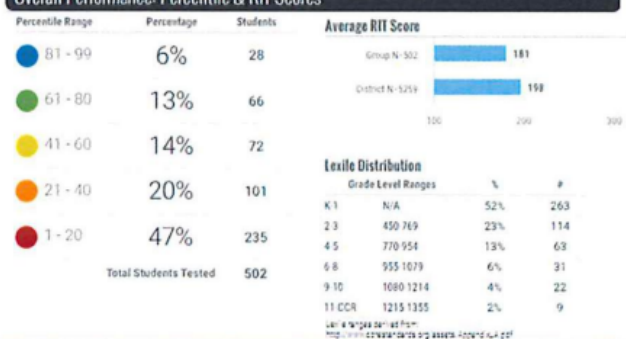 Overall Performance: Percentile & RIT Scores
Percentile Range Percentage Students
81 - 99 6% 28
61 - 80 13% 66
41 - 60 14% 72
21 - 40 20% 101
1 - 20 47% 235
Total Students Tested 502
Average RIT Score
Group N=502 181
District N=5259 198
100 200 300
Lexile Distribution
Grade Level Ranges % #
K-1 N/A 52% 263
2-3 450 769 23% 114
4-5 770 954 13% 63
6-8 955 1079 6% 31
9-10 1080 1214 4% 22
11 CCR 1215 1355 2% 9
Lexile ranges derived from